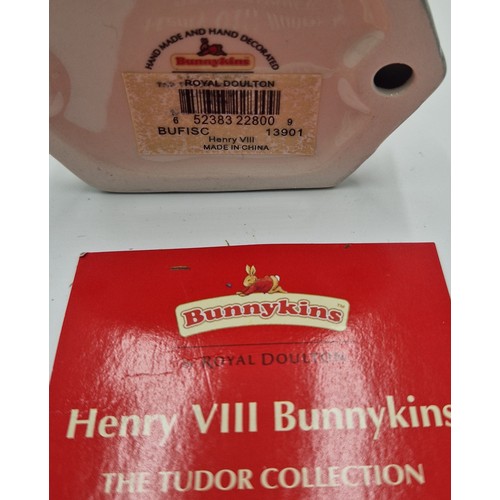 HAND MADE AND HAND DECORATED
Bunnykins
ROYAL DOULTON
6 52383 22800 9
BUFISC 13901
Henry VIII
MADE IN CHINA
Bunnykins™
ROYAL DOULTON
Henry VIII Bunnykins
THE TUDOR COLLECTION